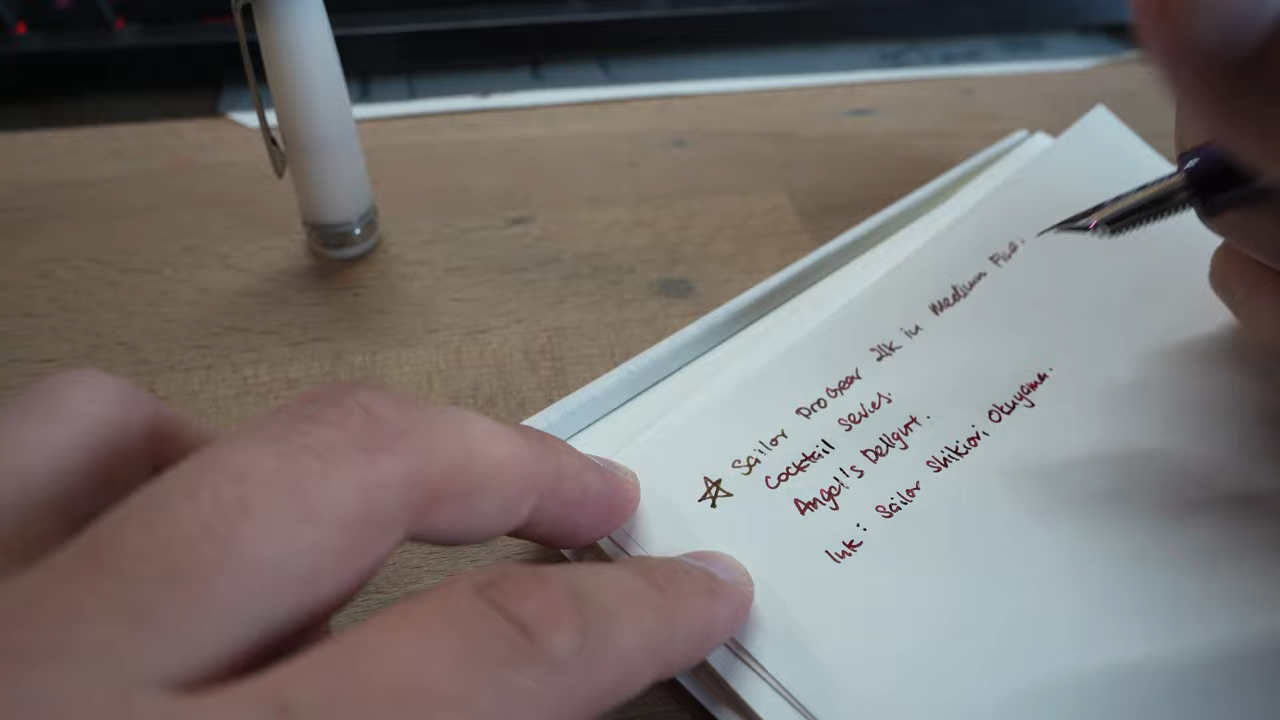 ☆ Sailor ProGear 21K in Medium Fine.
Cocktail Series.
Angel's Delight.
Ink: Sailor Shikiori Okuyama.